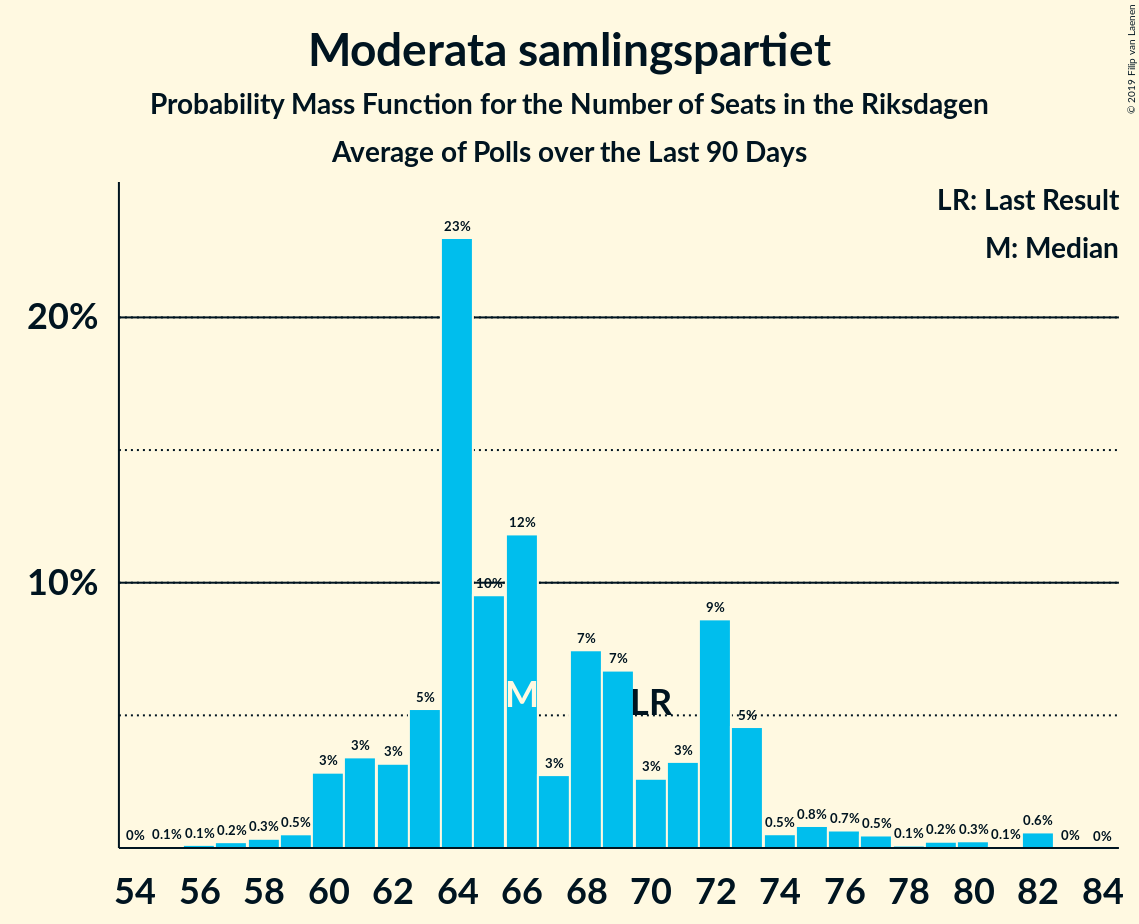 Moderata samlingspartiet
Probability Mass Function for the Number of Seats in the Riksdagen
Average of Polls over the Last 90 Days
© 2019 Filip van Laenen
LR: Last Result
M: Median
20%
10%
0% 0.1% 0.1% 0.2% 0.3% 0.5% 3% 3% 3% 5% 23% 10% 12% 3% 7% 7% 3% 3% 9% 5% 0.5% 0.8% 0.7% 0.5% 0.1% 0.2% 0.3% 0.1% 0.6% 0% 0%
M
LR
54 56 58 60 62 64 66 68 70 72 74 76 78 80 82 84